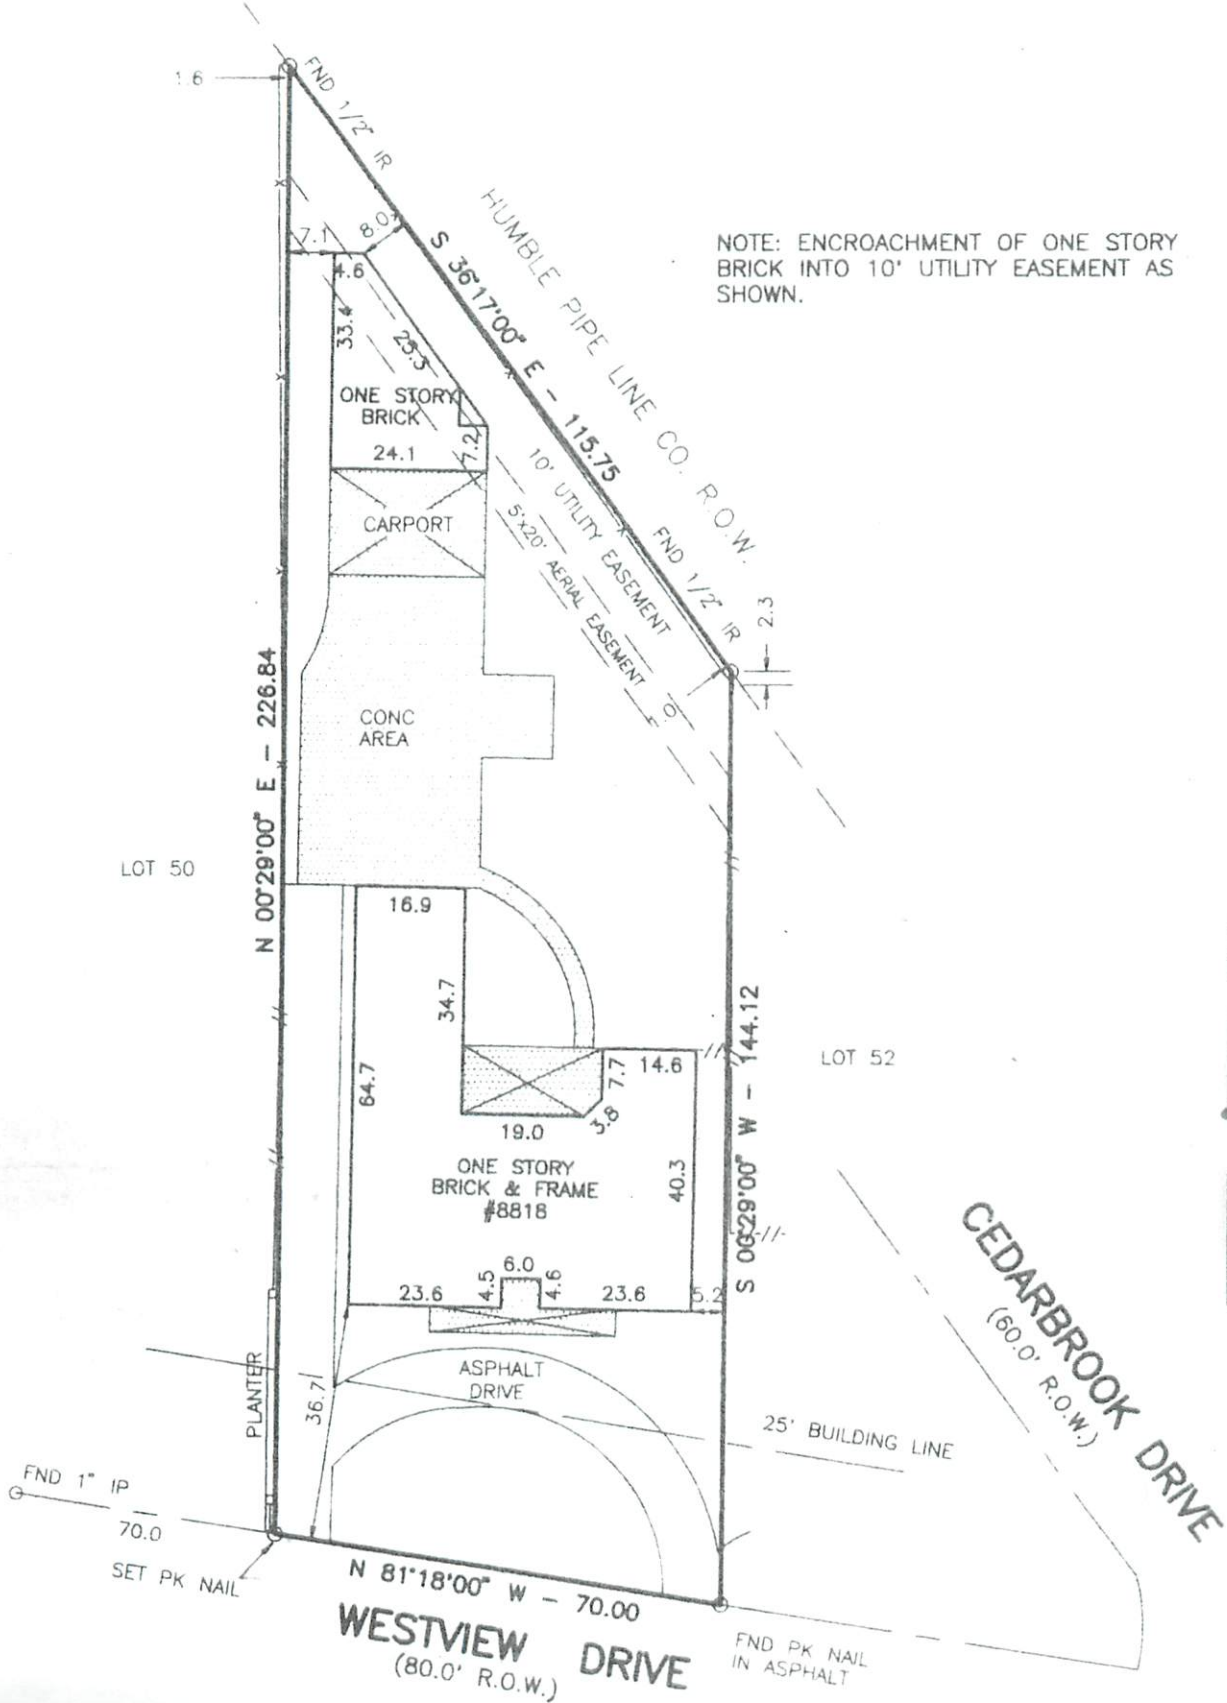 1.6
FND 1/2" IR
HUMBLE PIPE LINE CO. R.O.W.
NOTE: ENCROACHMENT OF ONE STORY
BRICK INTO 10' UTILITY EASEMENT AS
SHOWN.
7.1
8.0
4.6
S 36°17'00" E - 115.75
33.4
25.3
ONE STORY
BRICK
24.1
7.2
10' UTILITY EASEMENT
CARPORT
5'x20' AERIAL EASEMENT
FND 1/2" IR
2.3
N 00°29'00" E - 226.84
CONC
AREA
LOT 50
16.9
34.7
S 00°29'00" W - 144.12
LOT 52
64.7
7.7
14.6
3.8
19.0
ONE STORY
BRICK & FRAME
#8818
40.3
6.0
4.5
4.6
23.6
23.6
5.2
CEDARBROOK DRIVE
(60.0' R.O.W.)
PLANTER
ASPHALT
DRIVE
36.7
25' BUILDING LINE
FND 1" IP
70.0
SET PK NAIL
N 81°18'00" W - 70.00
WESTVIEW DRIVE
(80.0' R.O.W.)
FND PK NAIL
IN ASPHALT